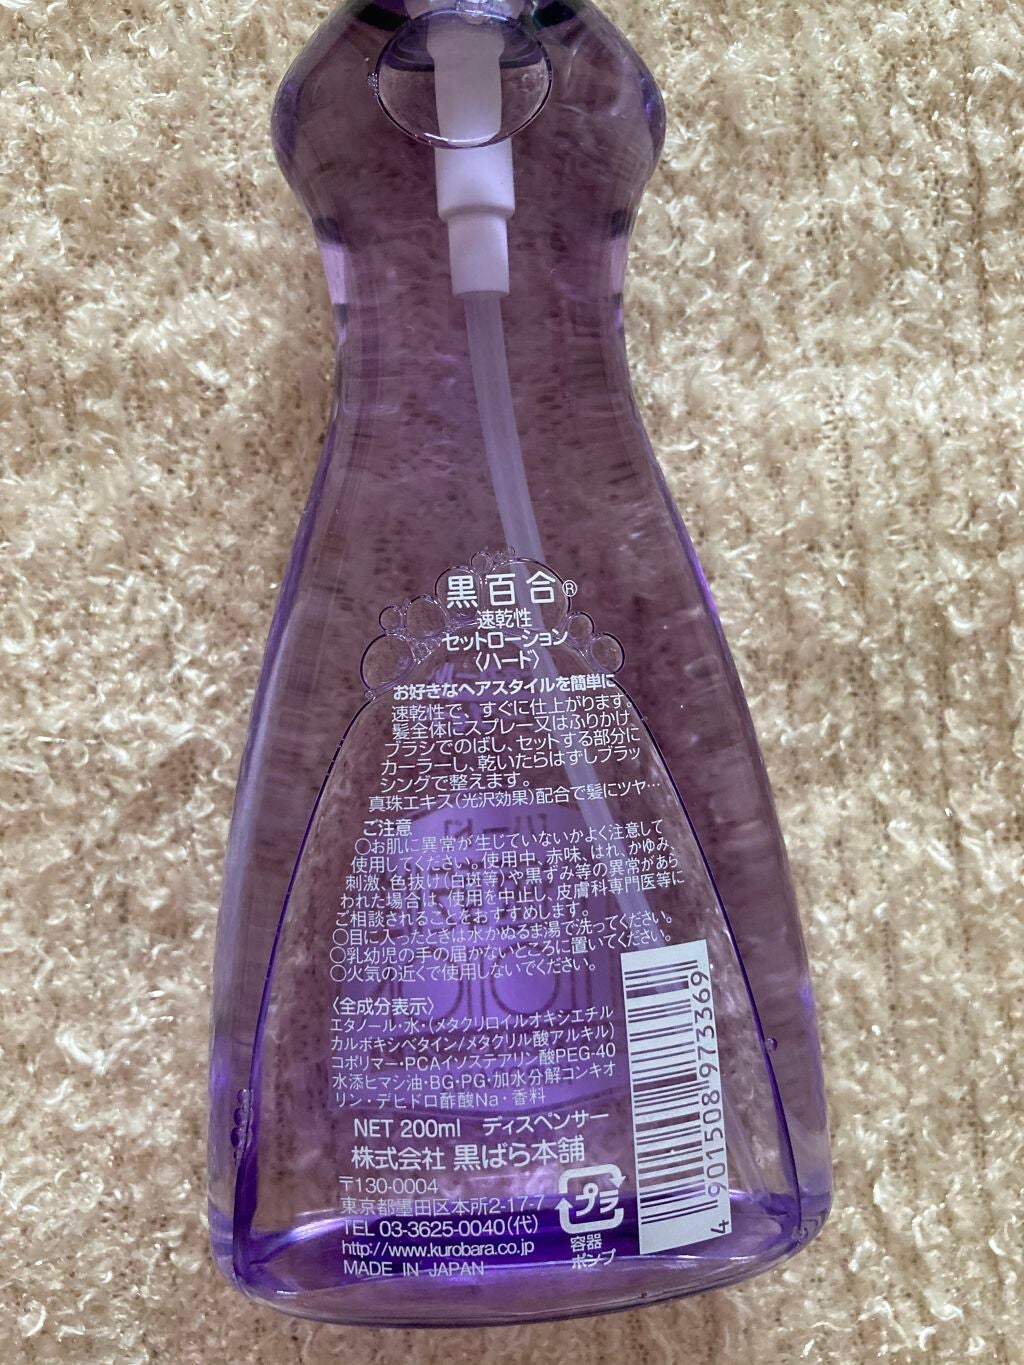 黒百合®
速乾性
セットローション
〈ハード〉
お好きなヘアスタイルを簡単に
速乾性で、すぐに仕上がります。
髪全体にスプレー又はふりかけ
ブラシでのばし、セットする部分に
カーラーし、乾いたらはずしブラッ
シングで整えます。
真珠エキス(光沢効果)配合で髪にツヤ…
ご注意
○お肌に異常が生じていないかよく注意して
使用してください。使用中、赤味、はれ、かゆみ、
刺激、色抜け(白斑等)や黒ずみ等の異常があら
われた場合は、使用を中止し、皮膚科専門医等に
ご相談されることをおすすめします。
○目に入ったときは水かぬるま湯で洗ってください。
○乳幼児の手の届かないところに置いてください。
○火気の近くで使用しないでください。
〈全成分表示〉
エタノール・水・(メタクリロイルオキシエチル
カルボキシベタイン/メタクリル酸アルキル)
コポリマー・PCAイソステアリン酸PEG-40
水添ヒマシ油・BG・PG・加水分解コンキオ
リン・デヒドロ酢酸Na・香料
NET 200ml ディスペンサー
株式会社 黒ばら本舗
〒130-0004
東京都墨田区本所2-17-7
TEL 03-3625-0040(代)
http://www.kurobara.co.jp
MADE IN JAPAN
プラ
容器
ポンプ
4901508973369